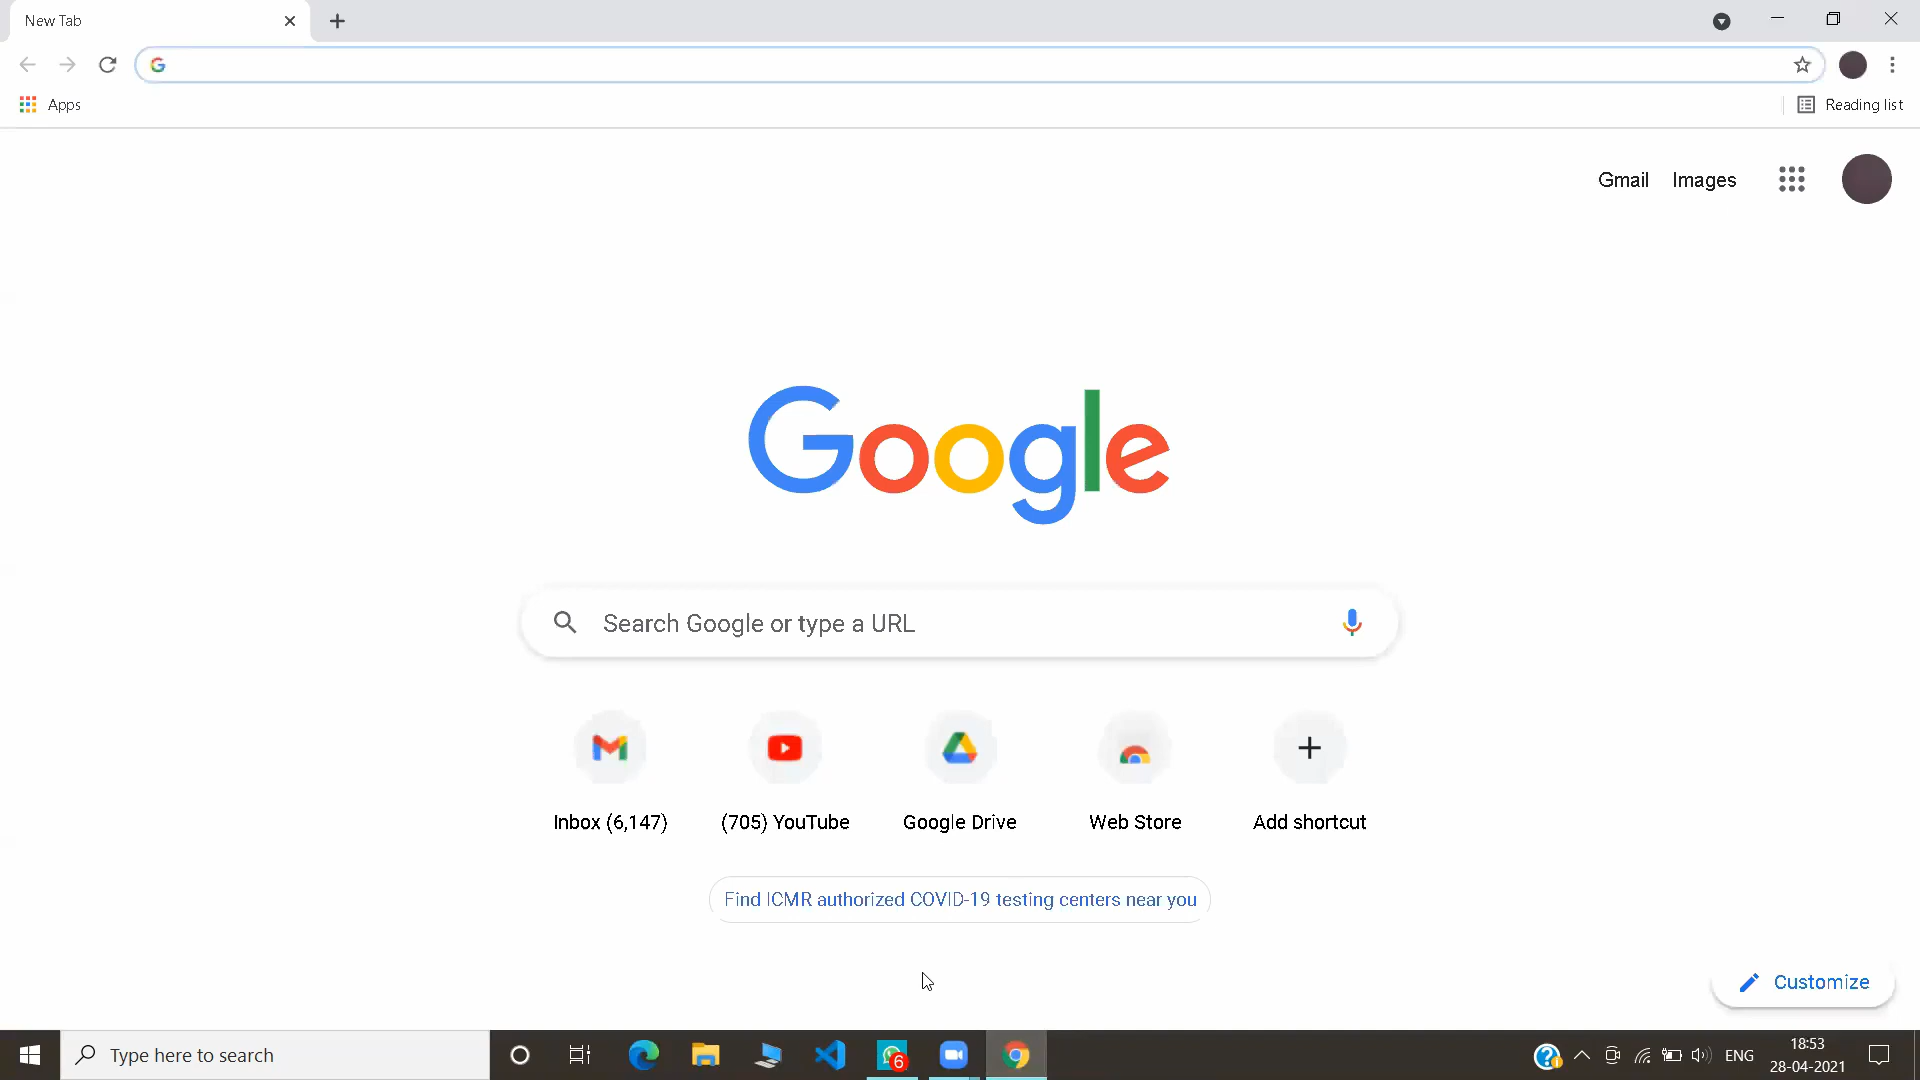 New Tab
Apps
Reading list
Gmail Images
Google
Search Google or type a URL
Inbox (6,147) (705) YouTube Google Drive Web Store Add shortcut
Find ICMR authorized COVID-19 testing centers near you
Customize
Type here to search
6
ENG
18:53
28-04-2021